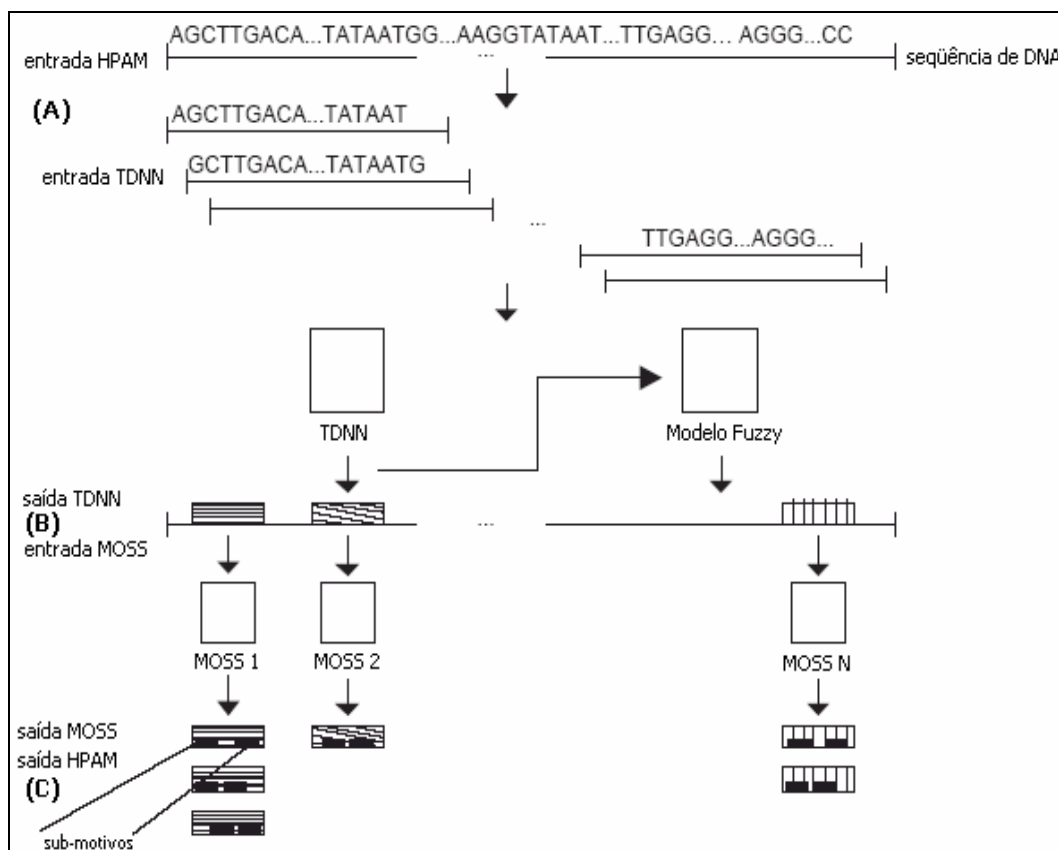 AGCTTGACA...TATAATGG...AAGGTATAAT...TTGAGG... AGGG...CC
entrada HPAM
...
seqüência de DNA
(A)
AGCTTGACA...TATAAT
GCTTGACA...TATAATG
entrada TDNN
...
TTGAGG...AGGG...
TDNN
Modelo Fuzzy
saída TDNN
(B)
...
entrada MOSS
MOSS 1
MOSS 2
MOSS N
saída MOSS
saída HPAM
(C)
sub-motivos